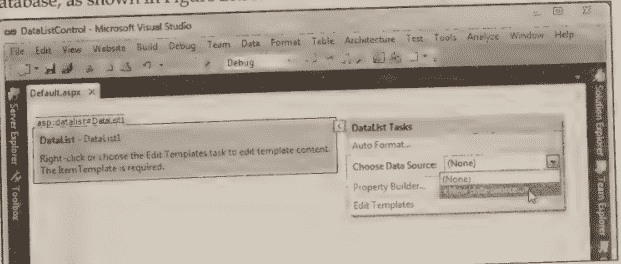 atabase, as shown in Figure
DataListControl - Microsoft Visual Studio
File Edit View Website Build Debug Team Data Format Table Architecture Test Tools Analyze Window Help
Debug
Default.aspx ×
asp:datalist#DataList1
DataList - DataList1
Right-click or choose the Edit Templates task to edit template content.
The ItemTemplate is required.
DataList Tasks
Auto Format...
Choose Data Source: (None)
(None)
Property Builder...
Edit Templates
Server Explorer
Toolbox
Solution Explorer
Team Explorer